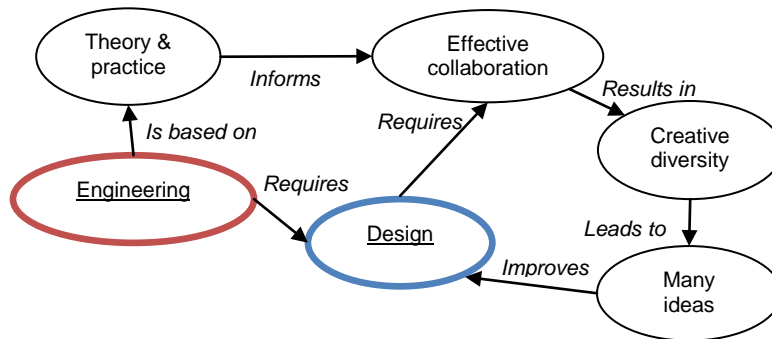 Theory &
practice
Informs
Effective
collaboration
Results in
Creative
diversity
Is based on
Requires
Engineering
Requires
Design
Leads to
Improves
Many
ideas